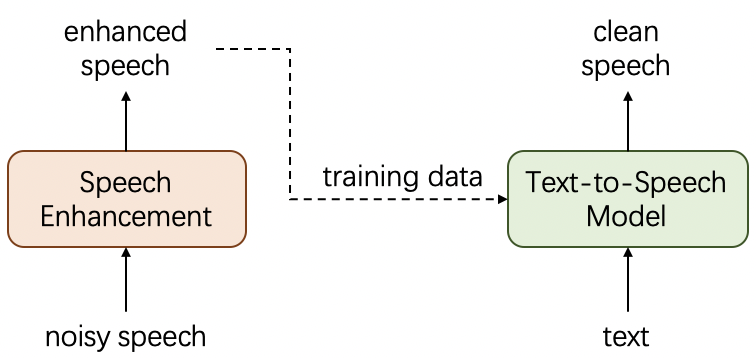 enhanced
speech
clean
speech
Speech
Enhancement
training data
Text-to-Speech
Model
noisy speech
text